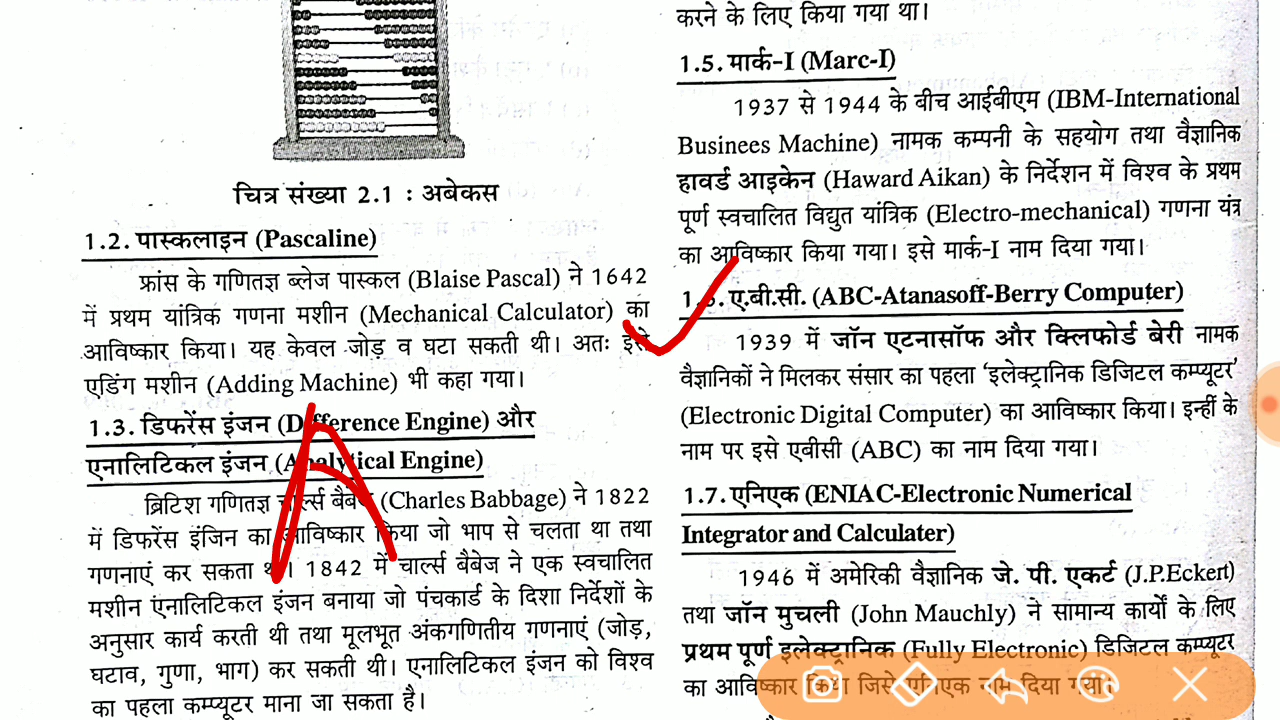 चित्र संख्या 2.1 : अबेकस
1.2. पास्कलाइन (Pascaline)
फ्रांस के गणितज्ञ ब्लेज पास्कल (Blaise Pascal) ने 1642
में प्रथम यांत्रिक गणना मशीन (Mechanical Calculator) का
आविष्कार किया। यह केवल जोड़ व घटा सकती थी। अतः इसे
एडिंग मशीन (Adding Machine) भी कहा गया।
1.3. डिफरेंस इंजन (Difference Engine) और
एनालिटिकल इंजन (Analytical Engine)
ब्रिटिश गणितज्ञ चार्ल्स बैबेज (Charles Babbage) ने 1822
में डिफरेंस इंजिन का आविष्कार किया जो भाप से चलता था तथा
गणनाएं कर सकता था। 1842 में चार्ल्स बैबेज ने एक स्वचालित
मशीन एंनालिटिकल इंजन बनाया जो पंचकार्ड के दिशा निर्देशों के
अनुसार कार्य करती थी तथा मूलभूत अंकगणितीय गणनाएं (जोड़,
घटाव, गुणा, भाग) कर सकती थी। एनालिटिकल इंजन को विश्व
का पहला कम्प्यूटर माना जा सकता है।
करने के लिए किया गया था।
1.5. मार्क-I (Marc-I)
1937 से 1944 के बीच आईबीएम (IBM-International
Businees Machine) नामक कम्पनी के सहयोग तथा वैज्ञानिक
हावर्ड आइकेन (Haward Aikan) के निर्देशन में विश्व के प्रथम
पूर्ण स्वचालित विद्युत यांत्रिक (Electro-mechanical) गणना यंत्र
का आविष्कार किया गया। इसे मार्क-I नाम दिया गया।
1.6. ए.बी.सी. (ABC-Atanasoff-Berry Computer)
1939 में जॉन एटनासॉफ और क्लिफोर्ड बेरी नामक
वैज्ञानिकों ने मिलकर संसार का पहला ‘इलेक्ट्रानिक डिजिटल कम्प्यूटर’
(Electronic Digital Computer) का आविष्कार किया। इन्हीं के
नाम पर इसे एबीसी (ABC) का नाम दिया गया।
1.7. एनिएक (ENIAC-Electronic Numerical
Integrator and Calculater)
1946 में अमेरिकी वैज्ञानिक जे. पी. एकर्ट (J.P.Eckert)
तथा जॉन मुचली (John Mauchly) ने सामान्य कार्यों के लिए
प्रथम पूर्ण इलेक्ट्रानिक (Fully Electronic) डिजिटल कम्प्यूटर
का आविष्कार किया जिसे एनिएक नाम दिया गया।